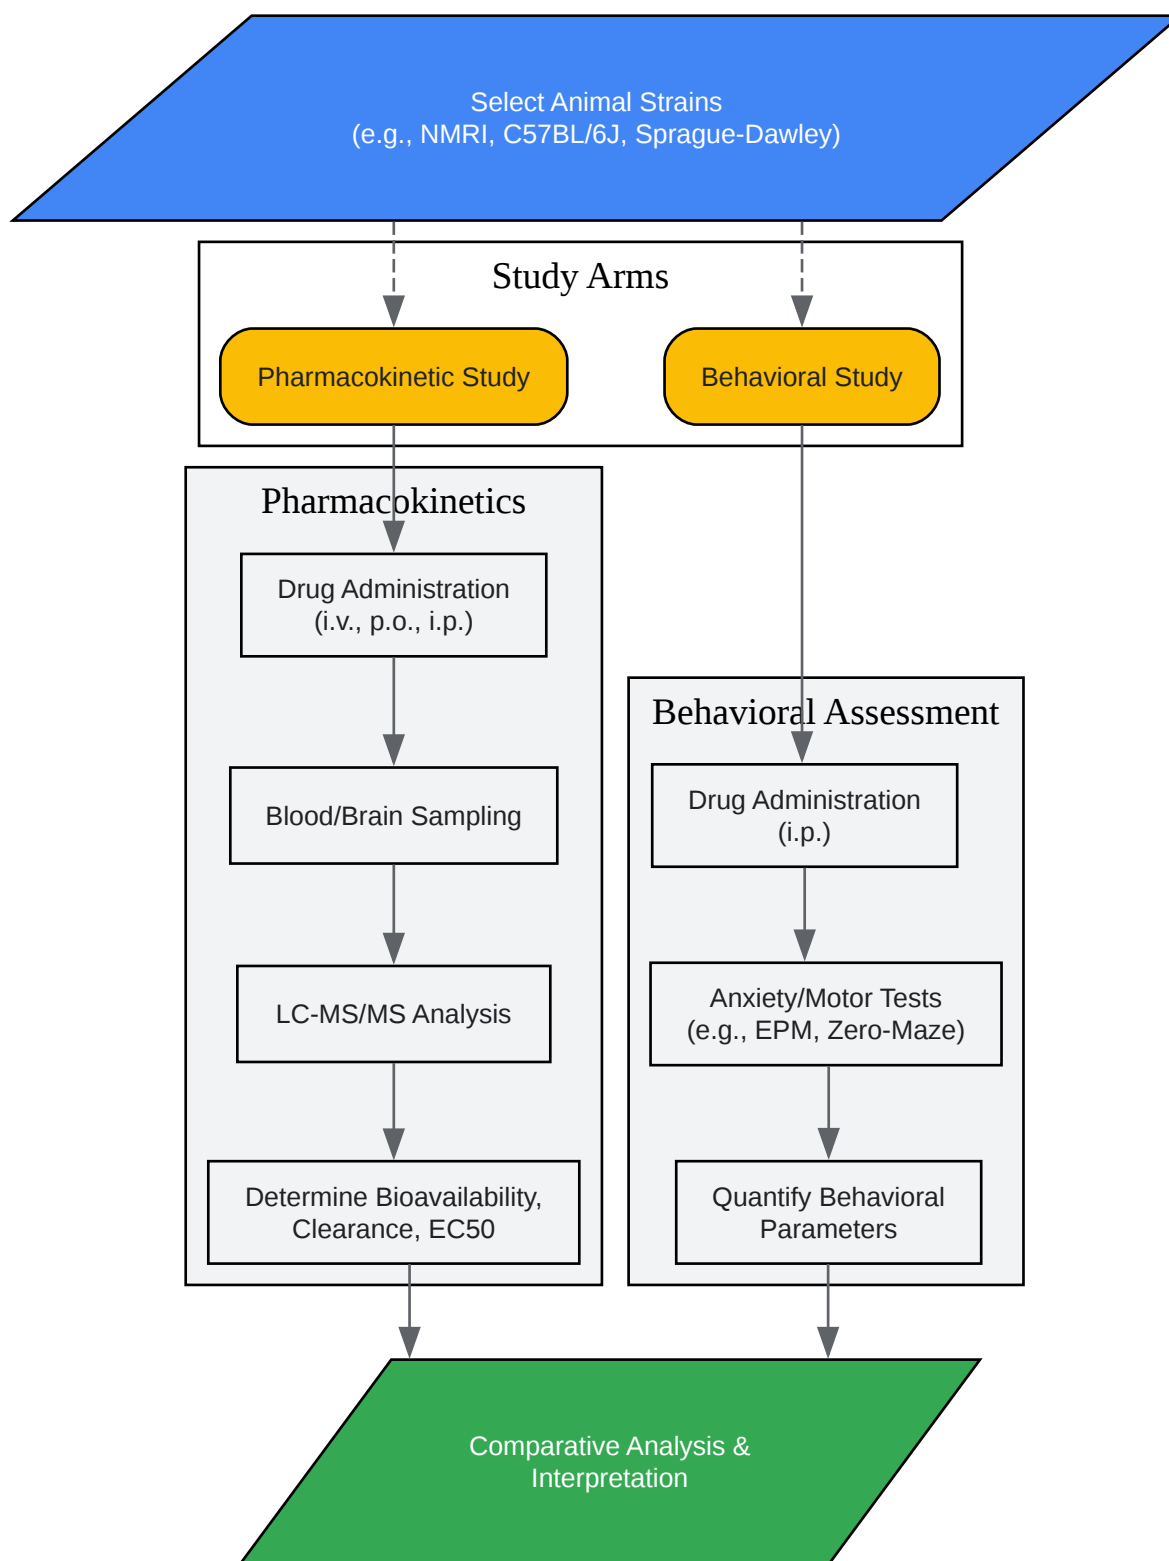 Select Animal Strains
(e.g., NMRI, C57BL/6J, Sprague-Dawley)
Study Arms
Pharmacokinetic Study
Behavioral Study
Pharmacokinetics
Drug Administration
(i.v., p.o., i.p.)
Blood/Brain Sampling
LC-MS/MS Analysis
Determine Bioavailability,
Clearance, EC50
Behavioral Assessment
Drug Administration
(i.p.)
Anxiety/Motor Tests
(e.g., EPM, Zero-Maze)
Quantify Behavioral
Parameters
Comparative Analysis &
Interpretation